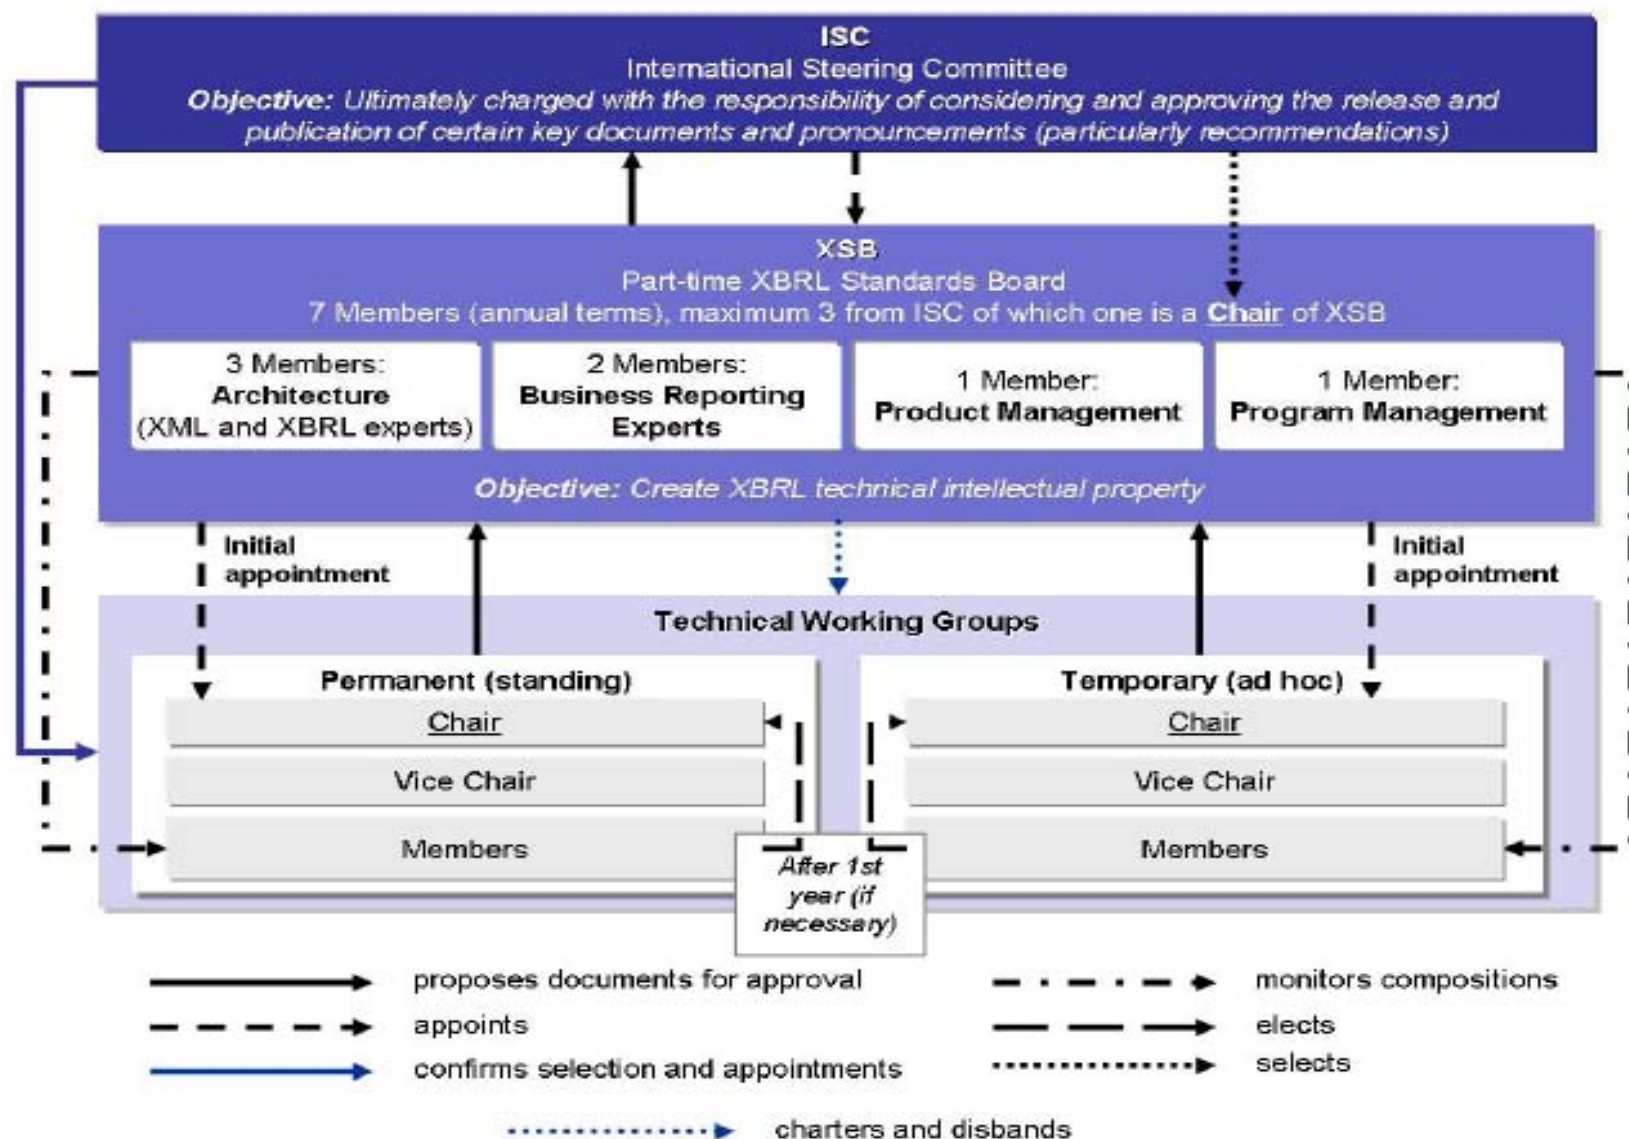 ISC
International Steering Committee
Objective: Ultimately charged with the responsibility of considering and approving the release and
publication of certain key documents and pronouncements (particularly recommendations)
XSB
Part-time XBRL Standards Board
7 Members (annual terms), maximum 3 from ISC of which one is a Chair of XSB
3 Members:
Architecture
(XML and XBRL experts)
2 Members:
Business Reporting
Experts
1 Member:
Product Management
1 Member:
Program Management
Objective: Create XBRL technical intellectual property
Initial
appointment
Initial
appointment
Technical Working Groups
Permanent (standing)
Chair
Vice Chair
Members
Temporary (ad hoc)
Chair
Vice Chair
Members
After 1st
year (if
necessary)
proposes documents for approval
appoints
confirms selection and appointments
monitors compositions
elects
selects
charters and disbands